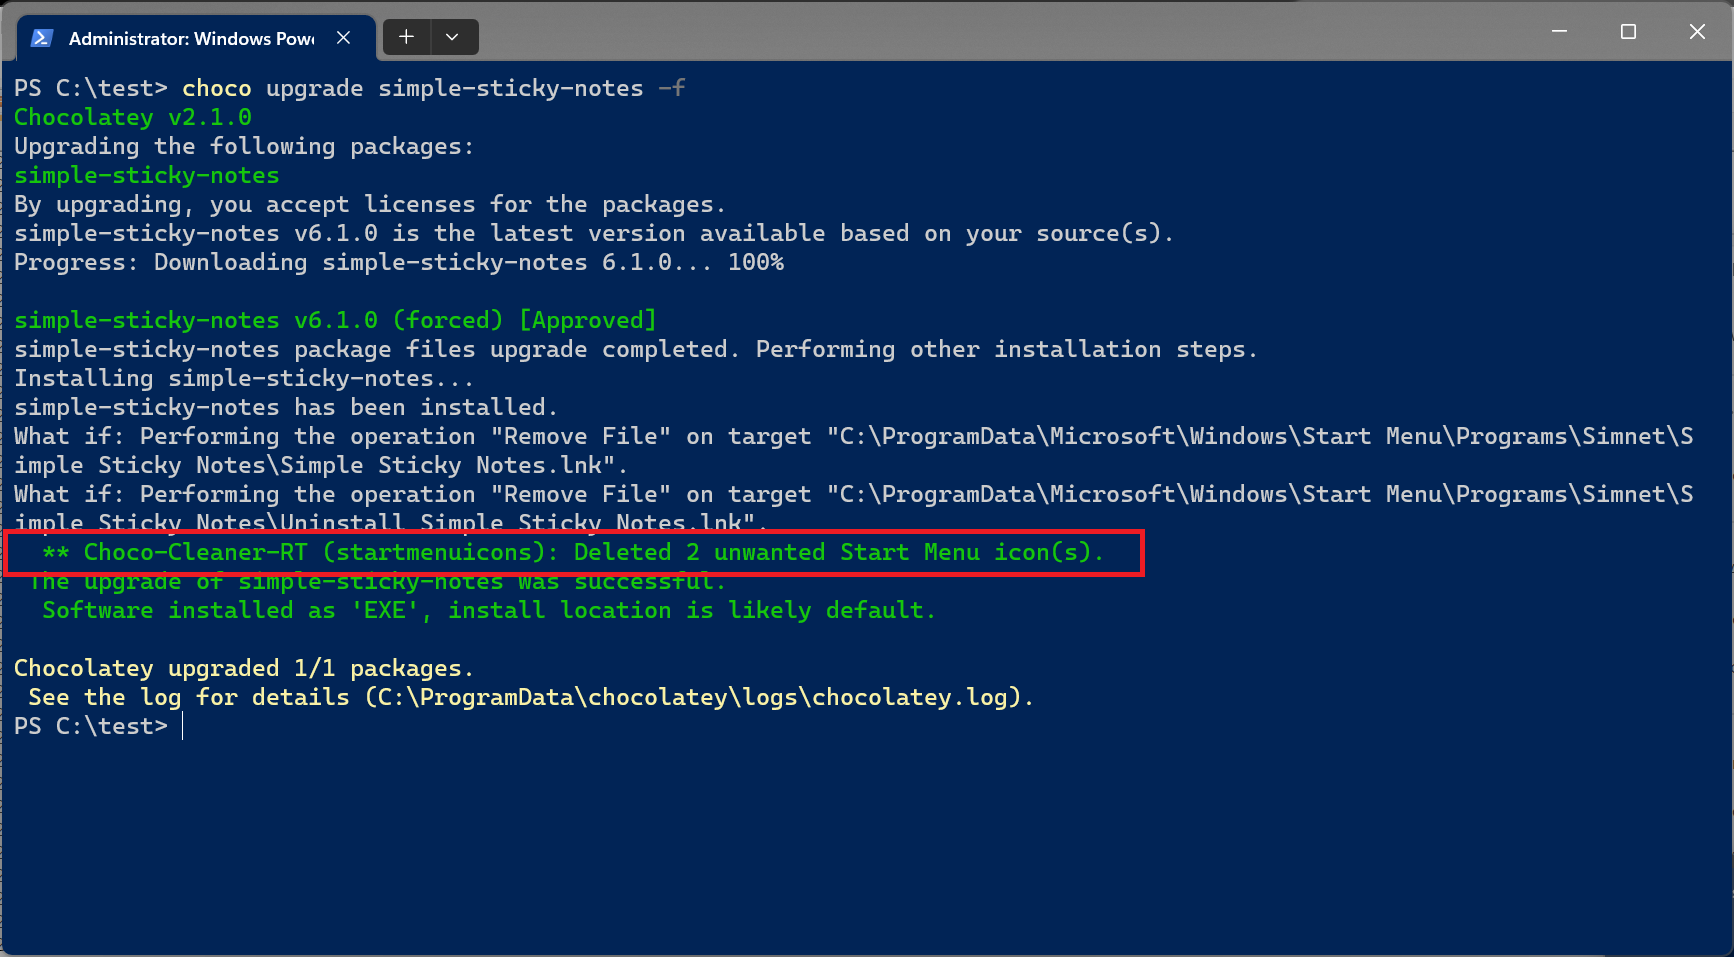 Administrator: Windows Powe
PS C:\test> choco upgrade simple-sticky-notes -f
Chocolatey v2.1.0
Upgrading the following packages:
simple-sticky-notes
By upgrading, you accept licenses for the packages.
simple-sticky-notes v6.1.0 is the latest version available based on your source(s).
Progress: Downloading simple-sticky-notes 6.1.0... 100%
simple-sticky-notes v6.1.0 (forced) [Approved]
simple-sticky-notes package files upgrade completed. Performing other installation steps.
Installing simple-sticky-notes...
simple-sticky-notes has been installed.
What if: Performing the operation "Remove File" on target "C:\ProgramData\Microsoft\Windows\Start Menu\Programs\Simnet\S
imple Sticky Notes\Simple Sticky Notes.lnk".
What if: Performing the operation "Remove File" on target "C:\ProgramData\Microsoft\Windows\Start Menu\Programs\Simnet\S
imple Sticky Notes\Uninstall Simple Sticky Notes.lnk".
** Choco-Cleaner-RT (startmenuicons): Deleted 2 unwanted Start Menu icon(s).
The upgrade of simple-sticky-notes was successful.
Software installed as 'EXE', install location is likely default.
Chocolatey upgraded 1/1 packages.
See the log for details (C:\ProgramData\chocolatey\logs\chocolatey.log).
PS C:\test>